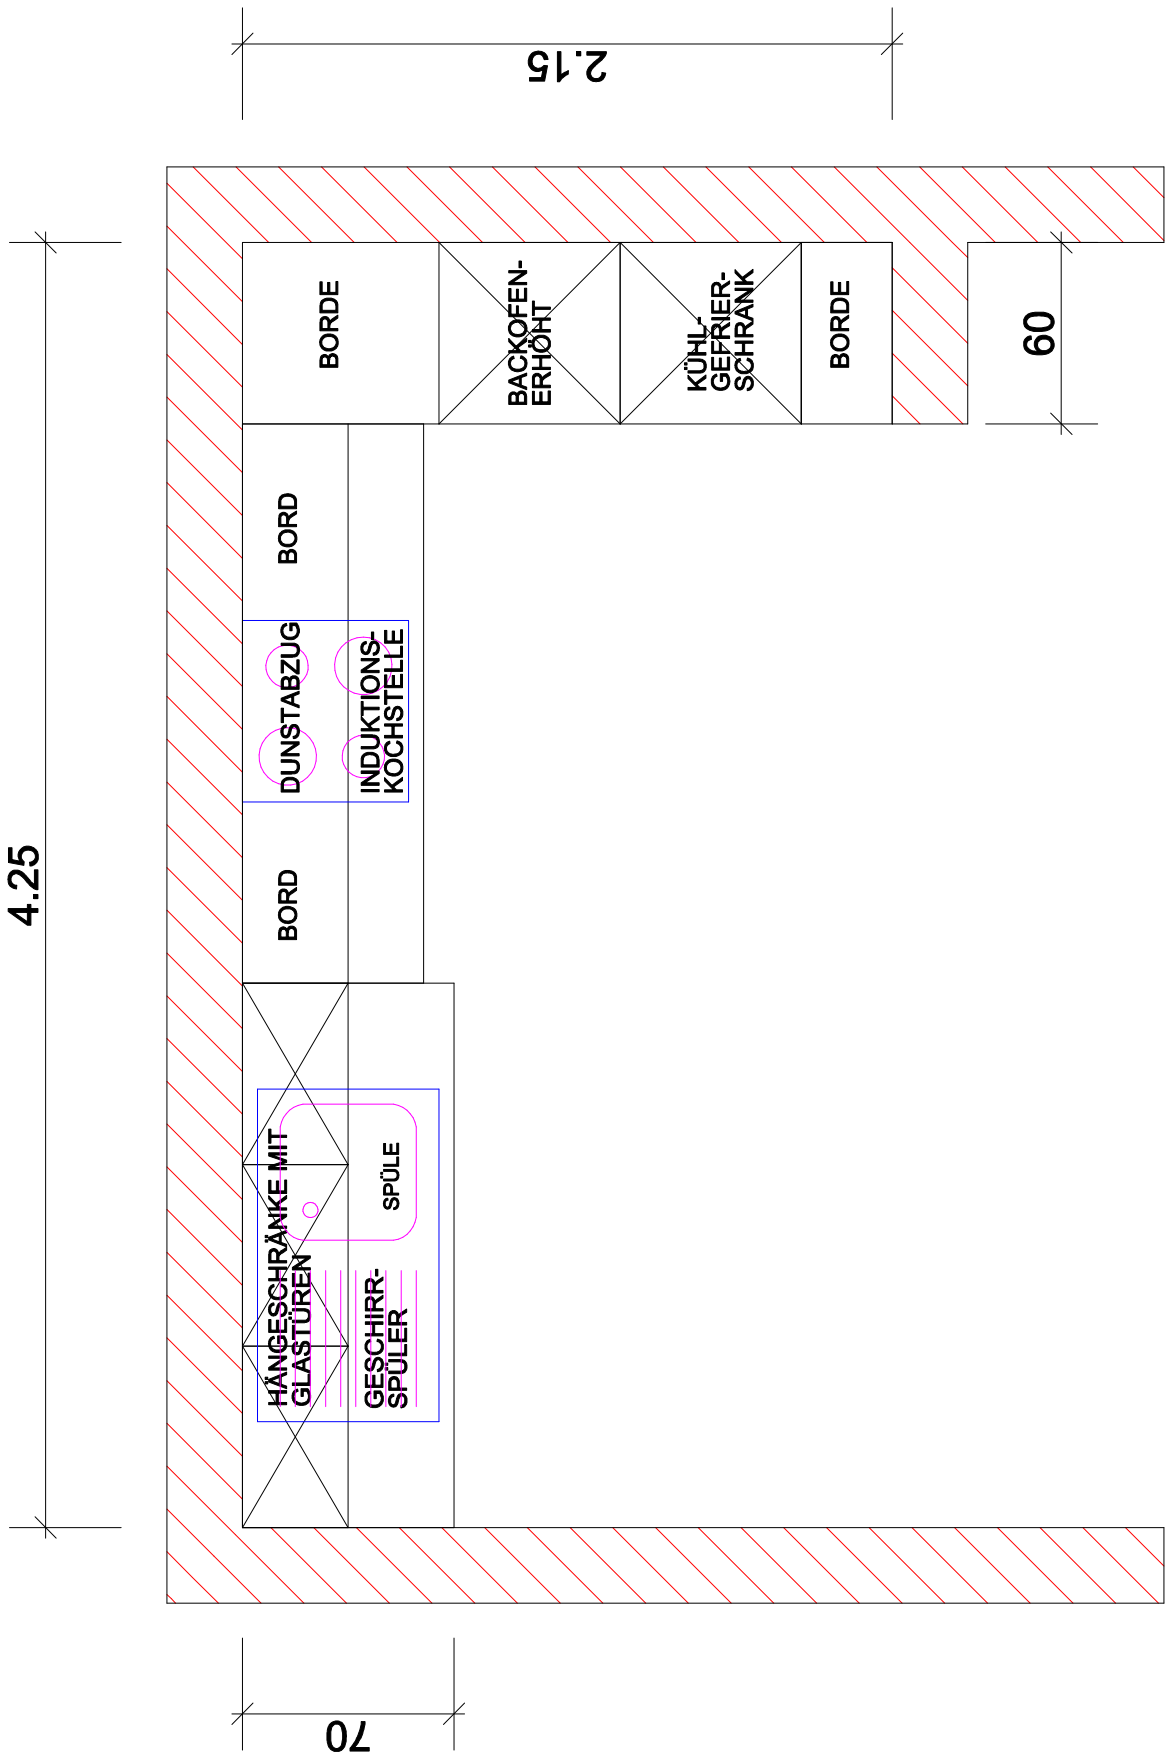 2.15
4.25
60
70
BORDE
BACKOFEN-
ERHÖHT
KÜHL-
GEFRIER-
SCHRANK
BORDE
BORD
DUNSTABZUG
INDUKTIONS-
KOCHSTELLE
BORD
HÄNGESCHRÄNKE MIT
GLASTÜREN
SPÜLE
GESCHIRR-
SPÜLER